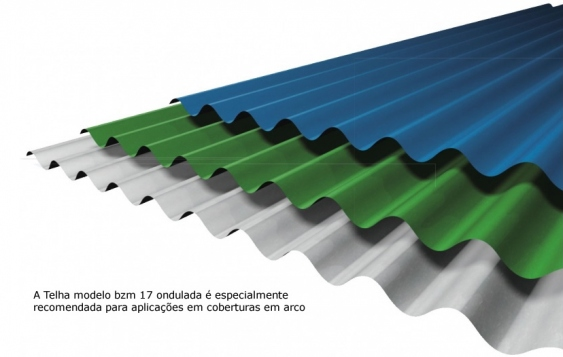 A Telha modelo bzm 17 ondulada é especialmente
recomendada para aplicações em coberturas em arco